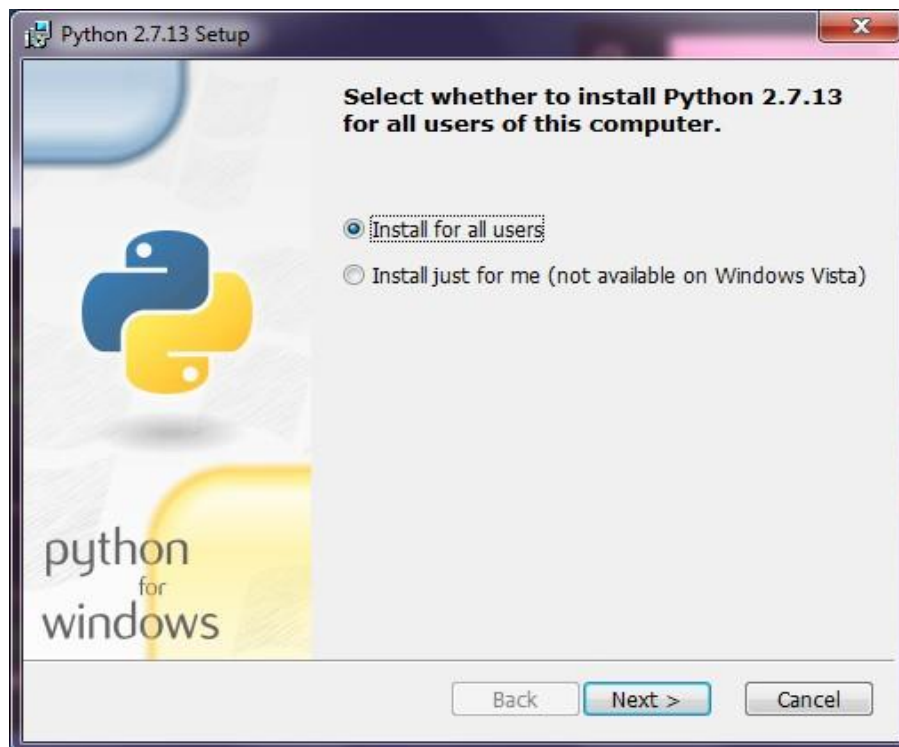 Python 2.7.13 Setup
Select whether to install Python 2.7.13
for all users of this computer.
Install for all users
Install just for me (not available on Windows Vista)
python
for
windows
Back
Next >
Cancel